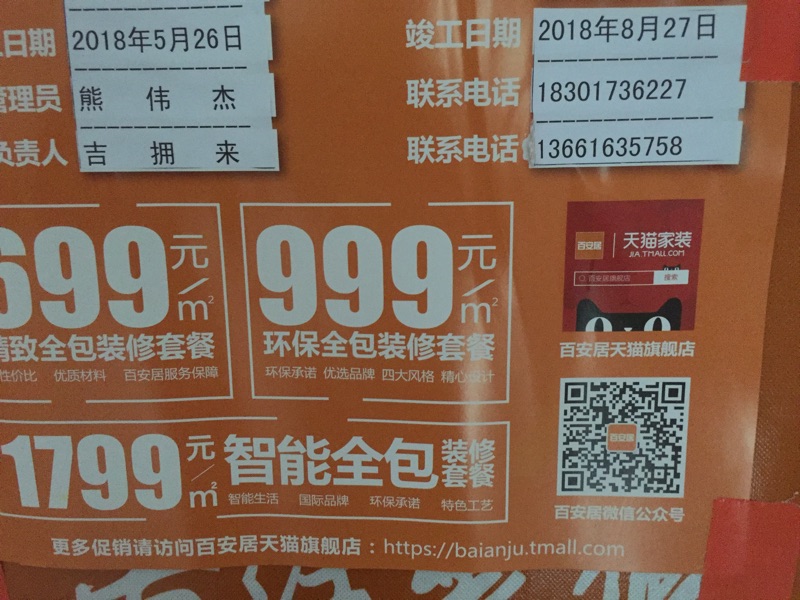 工日期 2018年5月26日 竣工日期 2018年8月27日
管理员 熊 伟 杰 联系电话 18301736227
负责人 吉 拥 来 联系电话 13661635758
699元/m²
精致全包装修套餐
性价比 优质材料 百安居服务保障
999元/m²
环保全包装修套餐
环保承诺 优选品牌 四大风格 精心设计
百安居 | 天猫家装
JIA.TMALL.COM
百安居旗舰店 搜索
百安居天猫旗舰店
1799元/m² 智能全包装修套餐
智能生活 国际品牌 环保承诺 特色工艺
百安居
百安居微信公众号
更多促销请访问百安居天猫旗舰店：https://baianju.tmall.com